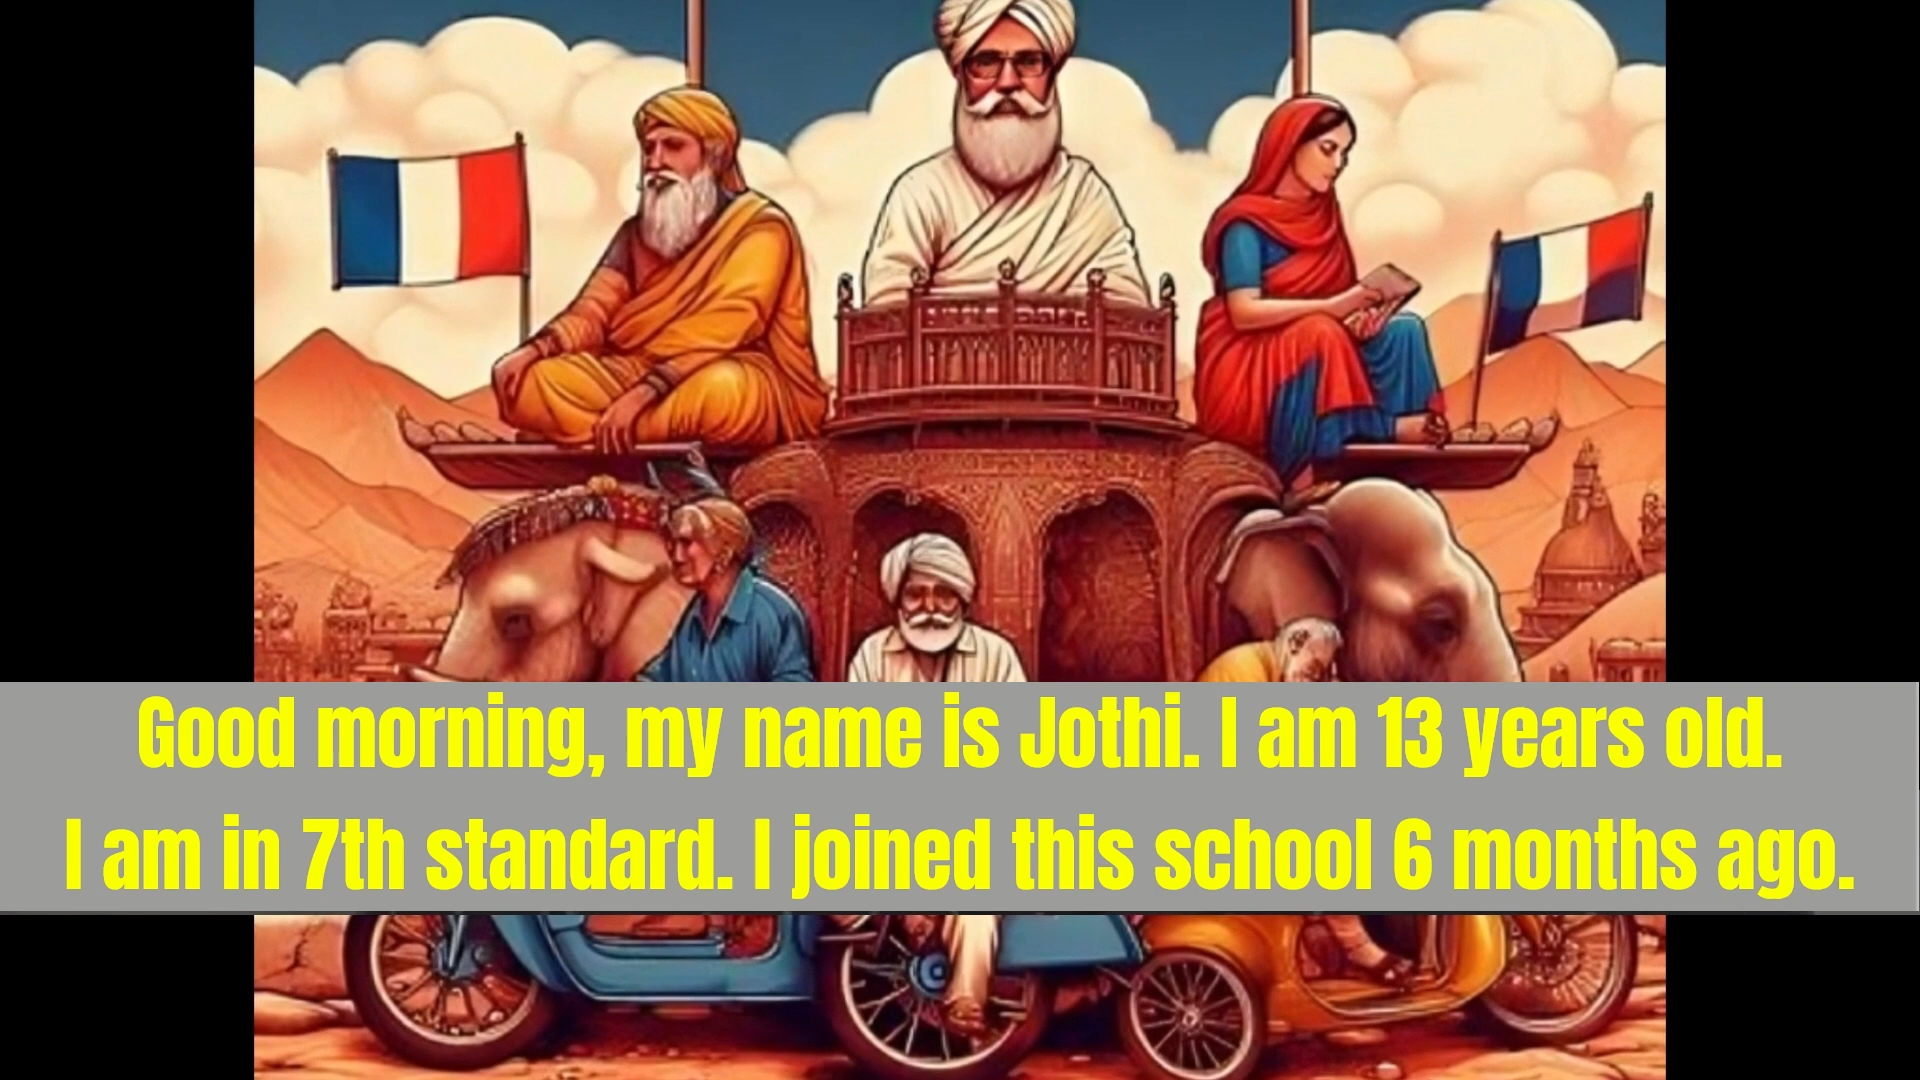 Good morning, my name is Jothi. I am 13 years old.
I am in 7th standard. I joined this school 6 months ago.